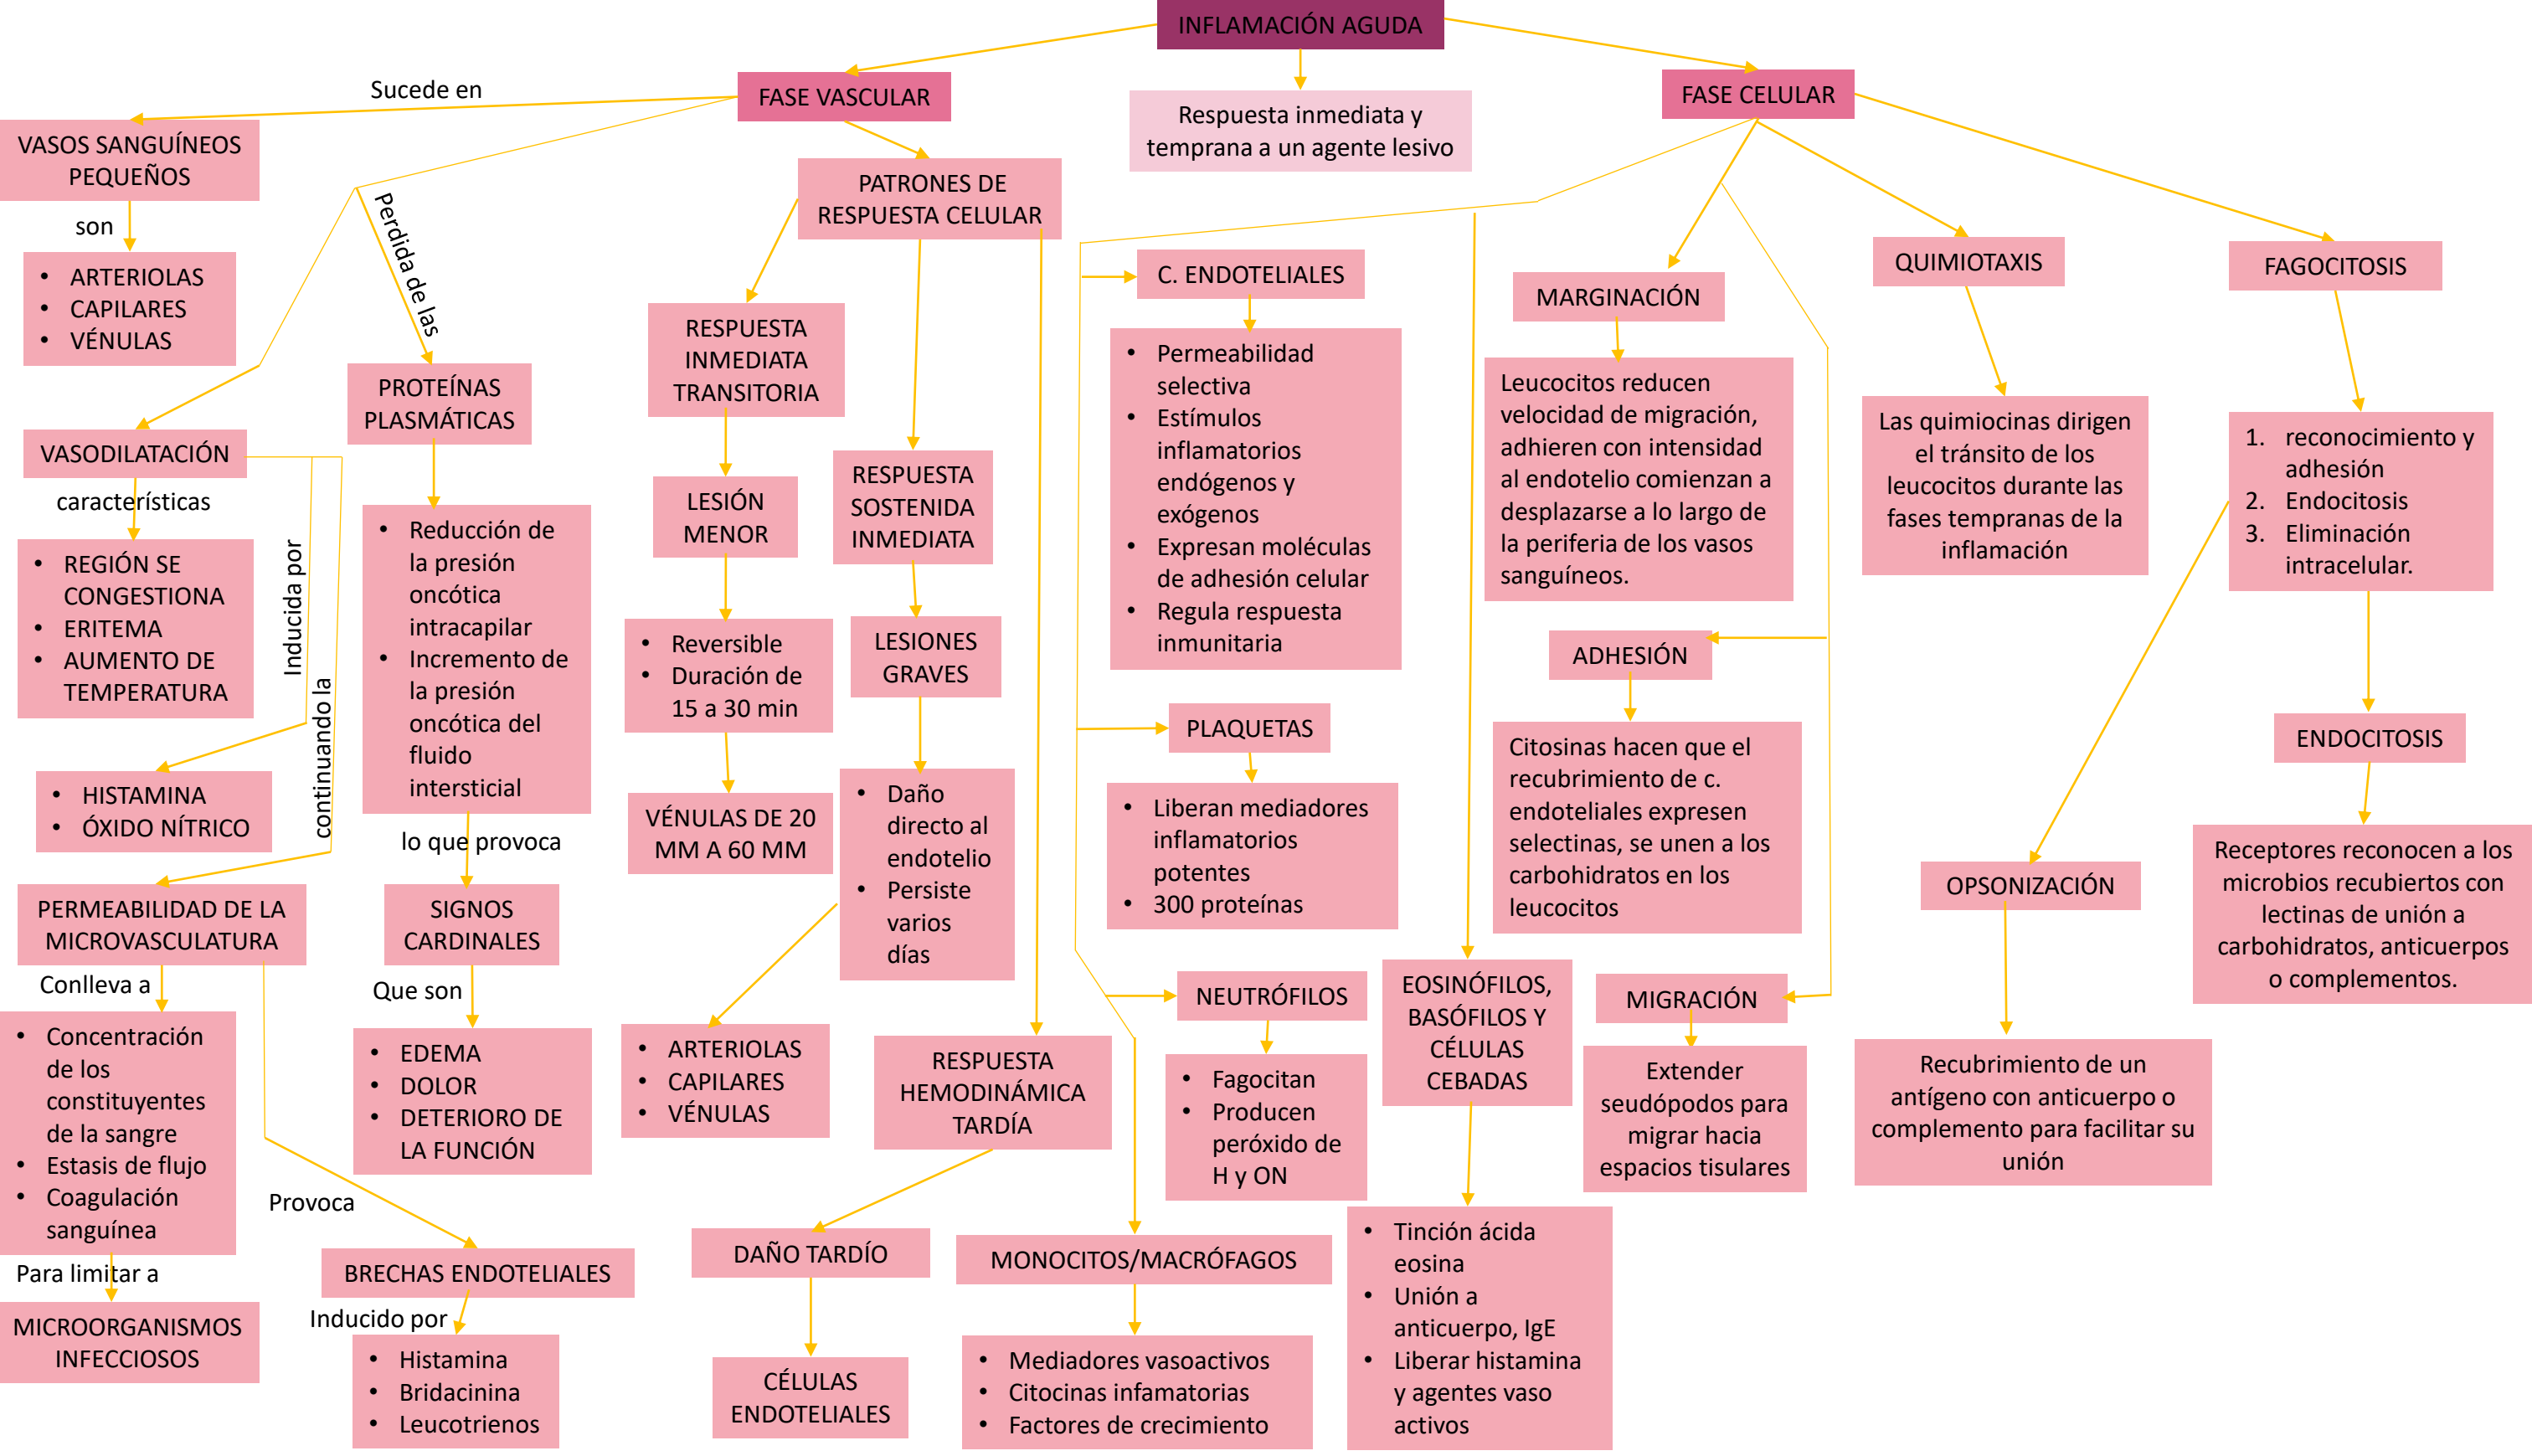 INFLAMACIÓN AGUDA
Respuesta inmediata y
temprana a un agente lesivo
FASE VASCULAR
Sucede en
VASOS SANGUÍNEOS
PEQUEÑOS
son
• ARTERIOLAS
• CAPILARES
• VÉNULAS
VASODILATACIÓN
características
• REGIÓN SE
CONGESTIONA
• ERITEMA
• AUMENTO DE
TEMPERATURA
Inducida por
• HISTAMINA
• ÓXIDO NÍTRICO
continuando la
PERMEABILIDAD DE LA
MICROVASCULATURA
Conlleva a
• Concentración
de los
constituyentes
de la sangre
• Estasis de flujo
• Coagulación
sanguínea
Para limitar a
MICROORGANISMOS
INFECCIOSOS
Provoca
BRECHAS ENDOTELIALES
Inducido por
• Histamina
• Bridacinina
• Leucotrienos
Perdida de las
PROTEÍNAS
PLASMÁTICAS
• Reducción de
la presión
oncótica
intracapilar
• Incremento de
la presión
oncótica del
fluido
intersticial
lo que provoca
SIGNOS
CARDINALES
Que son
• EDEMA
• DOLOR
• DETERIORO DE
LA FUNCIÓN
PATRONES DE
RESPUESTA CELULAR
RESPUESTA
INMEDIATA
TRANSITORIA
LESIÓN
MENOR
• Reversible
• Duración de
15 a 30 min
VÉNULAS DE 20
MM A 60 MM
RESPUESTA
SOSTENIDA
INMEDIATA
LESIONES
GRAVES
• Daño
directo al
endotelio
• Persiste
varios
días
• ARTERIOLAS
• CAPILARES
• VÉNULAS
RESPUESTA
HEMODINÁMICA
TARDÍA
DAÑO TARDÍO
CÉLULAS
ENDOTELIALES
FASE CELULAR
C. ENDOTELIALES
• Permeabilidad
selectiva
• Estímulos
inflamatorios
endógenos y
exógenos
• Expresan moléculas
de adhesión celular
• Regula respuesta
inmunitaria
PLAQUETAS
• Liberan mediadores
inflamatorios
potentes
• 300 proteínas
NEUTRÓFILOS
• Fagocitan
• Producen
peróxido de
H y ON
MONOCITOS/MACRÓFAGOS
• Mediadores vasoactivos
• Citocinas infamatorias
• Factores de crecimiento
EOSINÓFILOS,
BASÓFILOS Y
CÉLULAS
CEBADAS
• Tinción ácida
eosina
• Unión a
anticuerpo, IgE
• Liberar histamina
y agentes vaso
activos
MARGINACIÓN
Leucocitos reducen
velocidad de migración,
adhieren con intensidad
al endotelio comienzan a
desplazarse a lo largo de
la periferia de los vasos
sanguíneos.
ADHESIÓN
Citosinas hacen que el
recubrimiento de c.
endoteliales expresen
selectinas, se unen a los
carbohidratos en los
leucocitos
MIGRACIÓN
Extender
seudópodos para
migrar hacia
espacios tisulares
QUIMIOTAXIS
Las quimiocinas dirigen
el tránsito de los
leucocitos durante las
fases tempranas de la
inflamación
FAGOCITOSIS
1. reconocimiento y
adhesión
2. Endocitosis
3. Eliminación
intracelular.
OPSONIZACIÓN
Recubrimiento de un
antígeno con anticuerpo o
complemento para facilitar su
unión
ENDOCITOSIS
Receptores reconocen a los
microbios recubiertos con
lectinas de unión a
carbohidratos, anticuerpos
o complementos.